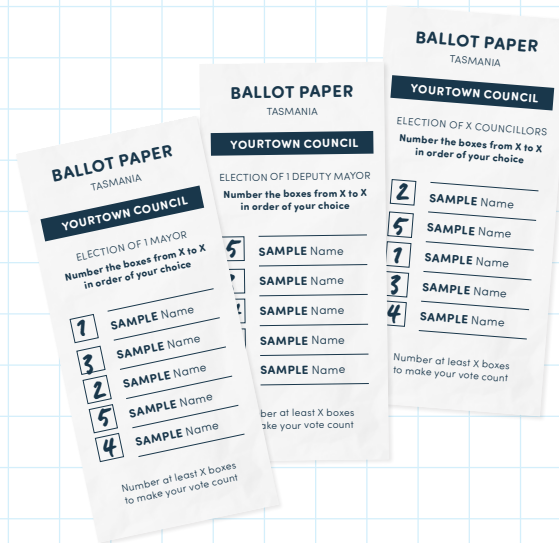 BALLOT PAPER
TASMANIA
YOURTOWN COUNCIL
ELECTION OF 1 MAYOR
Number the boxes from X to X
in order of your choice
1 SAMPLE Name
3 SAMPLE Name
2 SAMPLE Name
5 SAMPLE Name
4 SAMPLE Name
Number at least X boxes
to make your vote count
BALLOT PAPER
TASMANIA
YOURTOWN COUNCIL
ELECTION OF 1 DEPUTY MAYOR
Number the boxes from X to X
in order of your choice
5 SAMPLE Name
SAMPLE Name
SAMPLE Name
SAMPLE Name
SAMPLE Name
at least X boxes
your vote count
BALLOT PAPER
TASMANIA
YOURTOWN COUNCIL
ELECTION OF X COUNCILLORS
Number the boxes from X to X
in order of your choice
2 SAMPLE Name
5 SAMPLE Name
1 SAMPLE Name
3 SAMPLE Name
4 SAMPLE Name
Number at least X boxes
to make your vote count